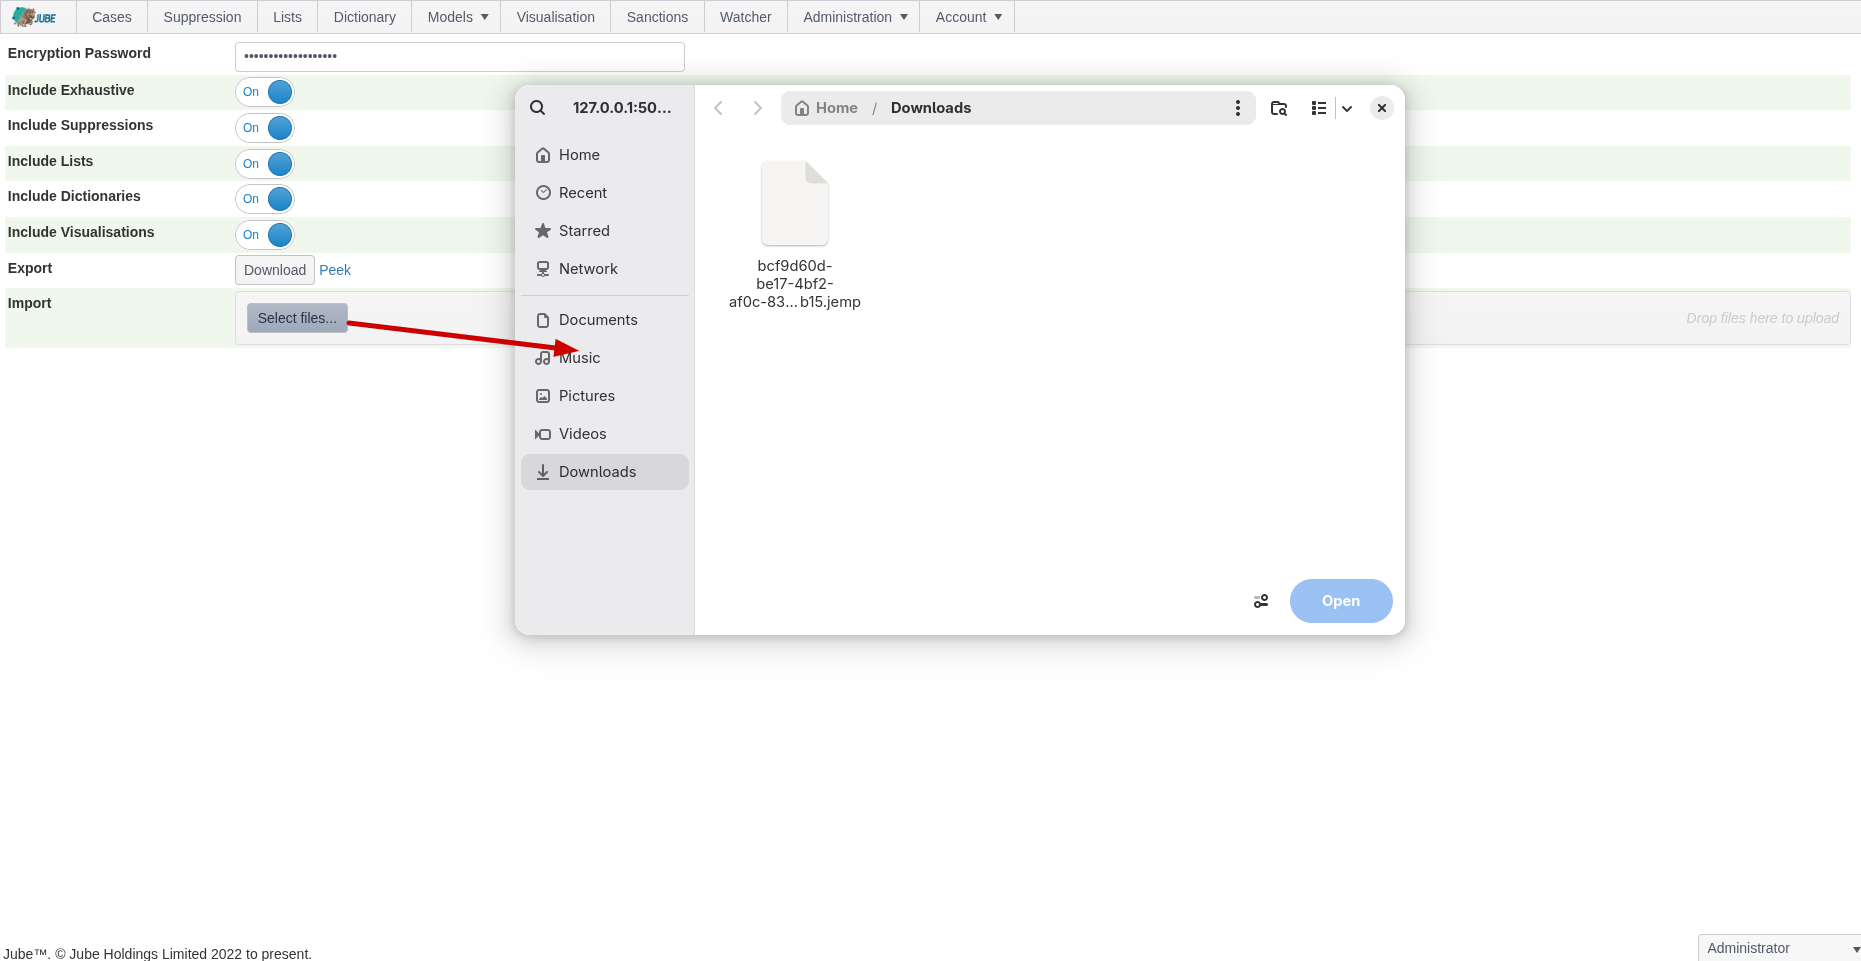 JUBE Cases Suppression Lists Dictionary Models Visualisation Sanctions Watcher Administration Account
Encryption Password •••••••••••••••••••
Include Exhaustive On
Include Suppressions On
Include Lists On
Include Dictionaries On
Include Visualisations On
Export Download Peek
Import Select files... Drop files here to upload
127.0.0.1:50... Home / Downloads
Home
Recent
Starred
Network
Documents
Music
Pictures
Videos
Downloads
bcf9d60d-
be17-4bf2-
af0c-83...b15.jemp
Open
Jube™. © Jube Holdings Limited 2022 to present.
Administrator